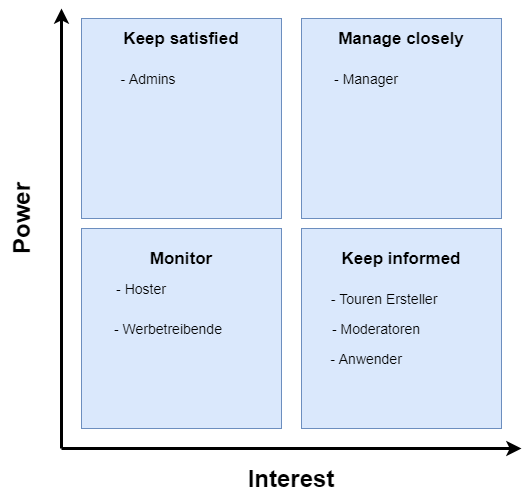 Keep satisfied
- Admins
Manage closely
- Manager
Power
Monitor
- Hoster
- Werbetreibende
Keep informed
- Touren Ersteller
- Moderatoren
- Anwender
Interest